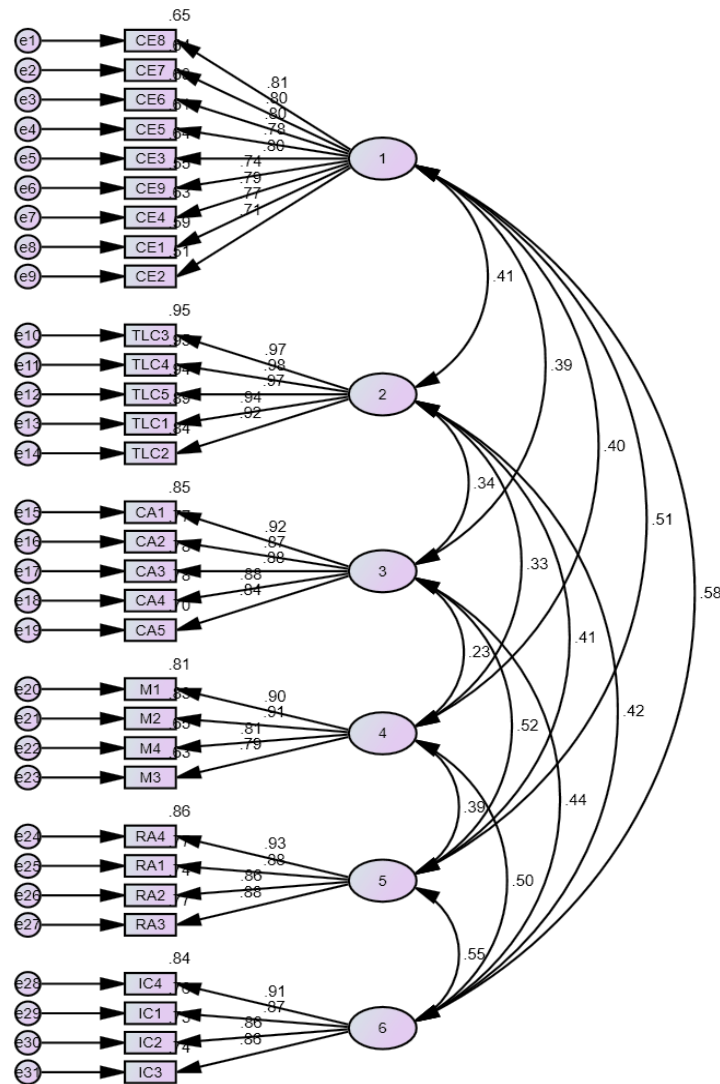 .65
e1 CE8
.81
e2 CE7
.80
e3 CE6
.80
e4 CE5
.78
e5 CE3
.80
1
e6 CE9
.74
e7 CE4
.79
e8 CE1
.77
e9 CE2
.71
.41
.39
.95
e10 TLC3
.97
e11 TLC4
.98
e12 TLC5
.97
2
e13 TLC1
.94
e14 TLC2
.92
.40
.34
.51
.85
e15 CA1
.92
e16 CA2
.87
e17 CA3
.88
3
e18 CA4
.88
e19 CA5
.84
.33
.58
.41
.23
.81
e20 M1
.90
e21 M2
.91
e22 M4
.81
4
e23 M3
.79
.42
.52
.44
.39
.86
e24 RA4
.93
e25 RA1
.88
e26 RA2
.86
5
e27 RA3
.88
.50
.55
.84
e28 IC4
.91
e29 IC1
.87
e30 IC2
.86
6
e31 IC3
.86